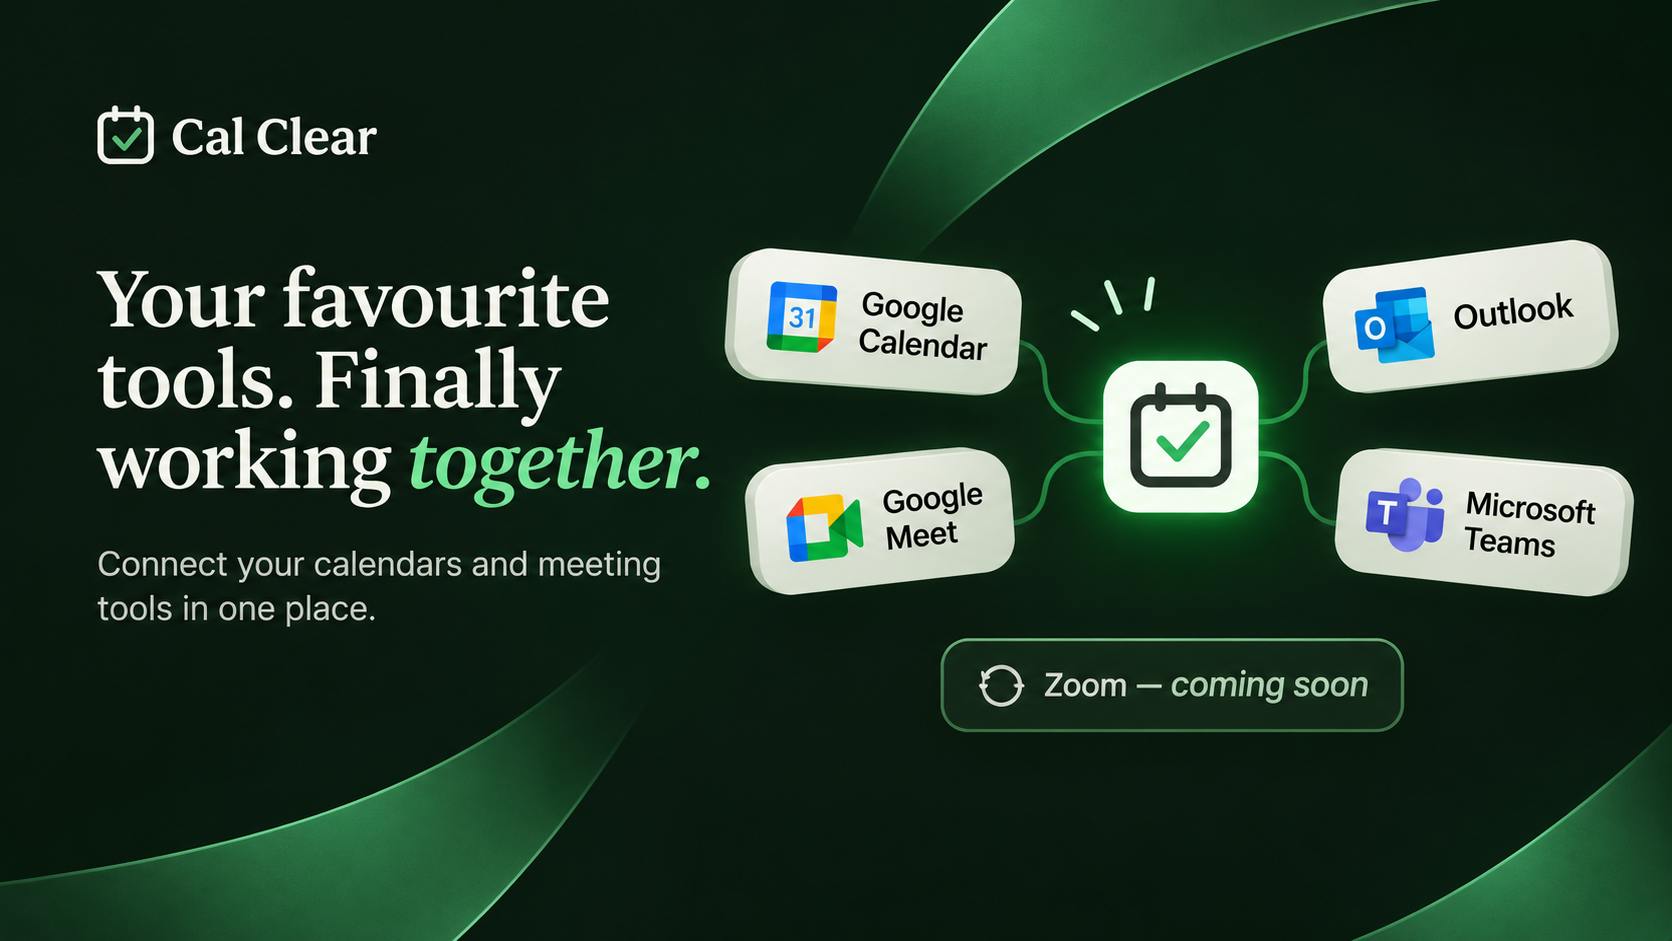 Cal Clear
Your favourite
tools. Finally
working together.
Connect your calendars and meeting
tools in one place.
31
Google
Calendar
O
Outlook
Google
Meet
T
Microsoft
Teams
Zoom — coming soon